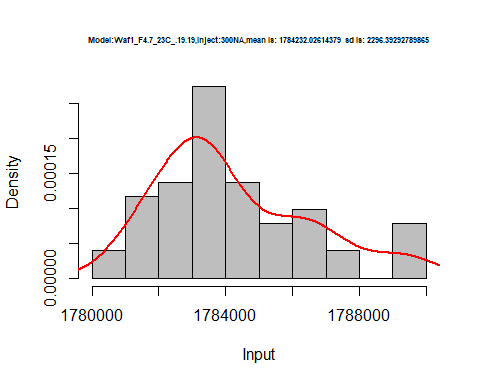 Model:Waf1_F4.7_23C_.19.19,Inject:300NA,mean is: 1784232.02614379 sd is: 2296.39292789865
Density
0.00015
0.00000
1780000 1784000 1788000
Input